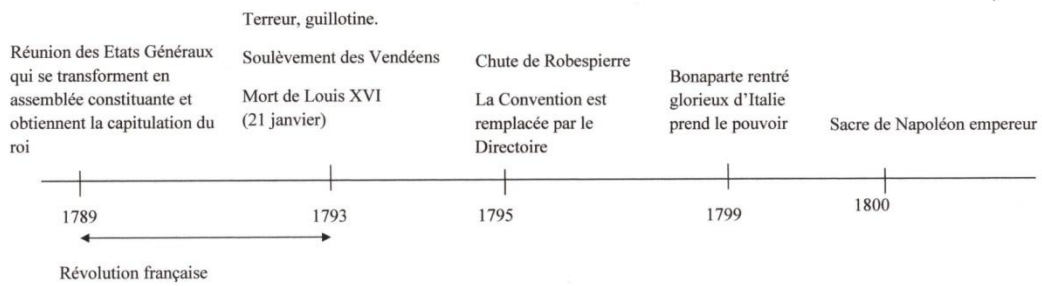 Réunion des Etats Généraux
qui se transforment en
assemblée constituante et
obtiennent la capitulation du
roi
Terreur, guillotine.
Soulèvement des Vendéens
Mort de Louis XVI
(21 janvier)
Chute de Robespierre
La Convention est
remplacée par le
Directoire
Bonaparte rentré
glorieux d'Italie
prend le pouvoir
Sacre de Napoléon empereur
1789
1793
1795
1799
1800
Révolution française